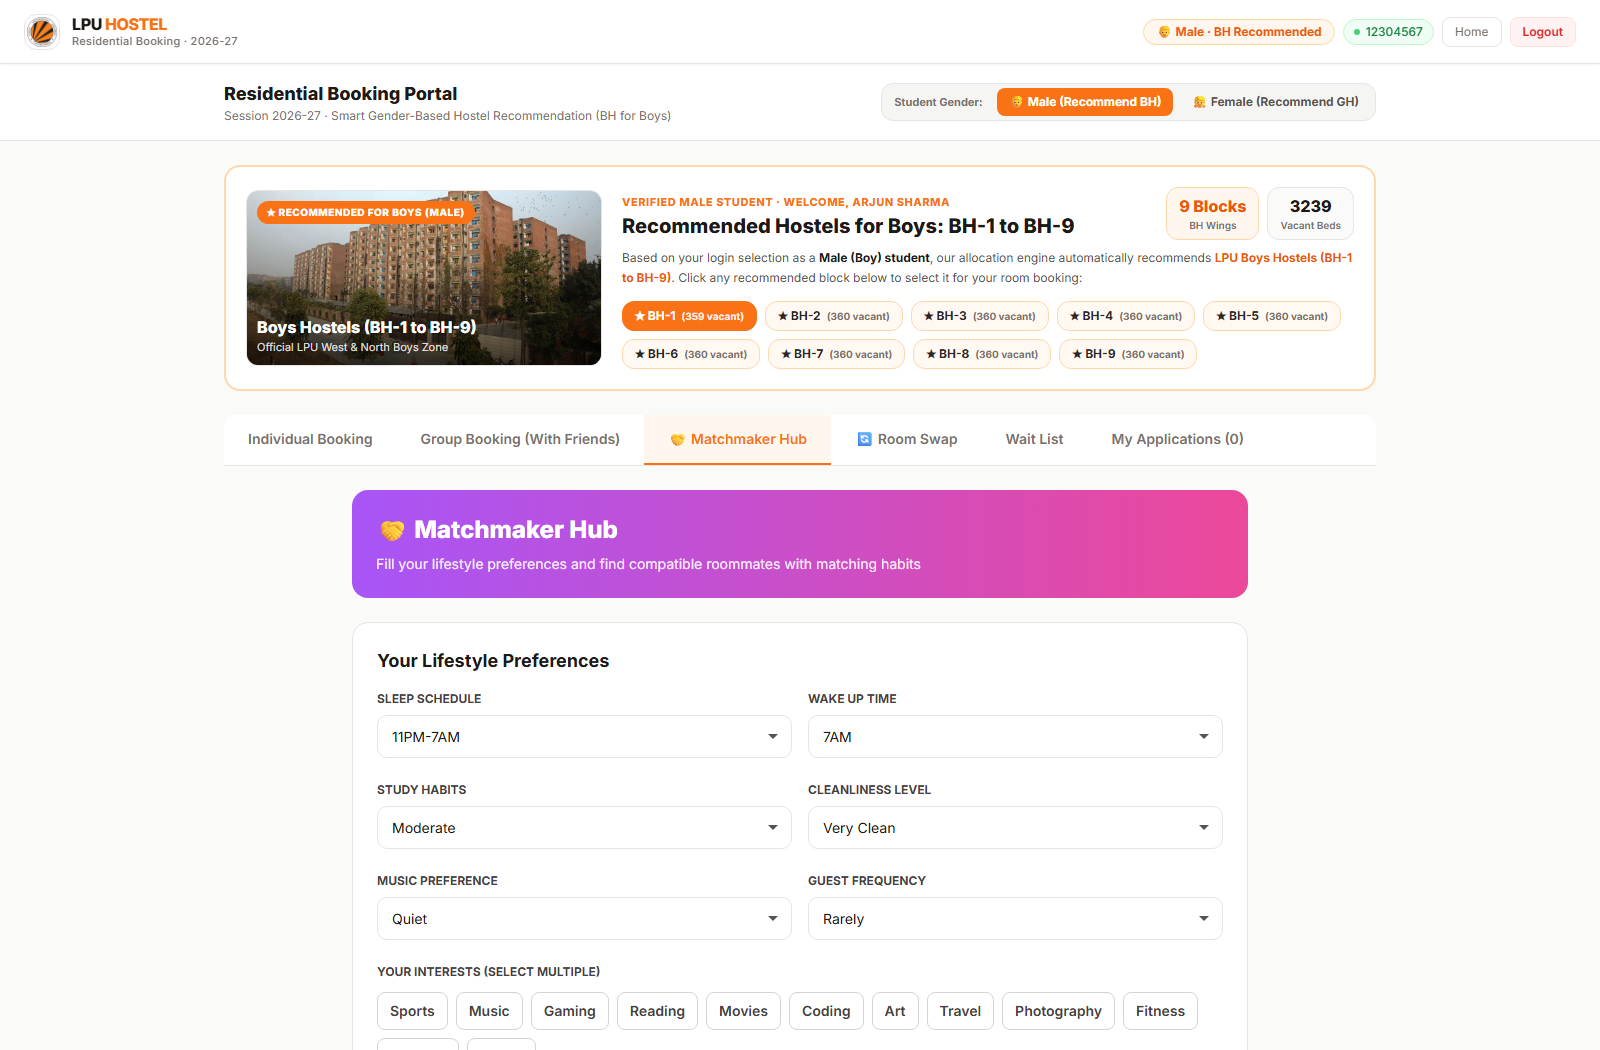 LPU HOSTEL
Residential Booking · 2026-27
Male · BH Recommended
12304567
Home
Logout
Residential Booking Portal
Session 2026-27 · Smart Gender-Based Hostel Recommendation (BH for Boys)
Student Gender:
Male (Recommend BH)
Female (Recommend GH)
★ RECOMMENDED FOR BOYS (MALE)
Boys Hostels (BH-1 to BH-9)
Official LPU West & North Boys Zone
VERIFIED MALE STUDENT · WELCOME, ARJUN SHARMA
Recommended Hostels for Boys: BH-1 to BH-9
9 Blocks
BH Wings
3239
Vacant Beds
Based on your login selection as a Male (Boy) student, our allocation engine automatically recommends LPU Boys Hostels (BH-1
to BH-9). Click any recommended block below to select it for your room booking:
★ BH-1 (359 vacant)
★ BH-2 (360 vacant)
★ BH-3 (360 vacant)
★ BH-4 (360 vacant)
★ BH-5 (360 vacant)
★ BH-6 (360 vacant)
★ BH-7 (360 vacant)
★ BH-8 (360 vacant)
★ BH-9 (360 vacant)
Individual Booking
Group Booking (With Friends)
Matchmaker Hub
Room Swap
Wait List
My Applications (0)
Matchmaker Hub
Fill your lifestyle preferences and find compatible roommates with matching habits
Your Lifestyle Preferences
SLEEP SCHEDULE
WAKE UP TIME
11PM-7AM
7AM
STUDY HABITS
CLEANLINESS LEVEL
Moderate
Very Clean
MUSIC PREFERENCE
GUEST FREQUENCY
Quiet
Rarely
YOUR INTERESTS (SELECT MULTIPLE)
Sports
Music
Gaming
Reading
Movies
Coding
Art
Travel
Photography
Fitness